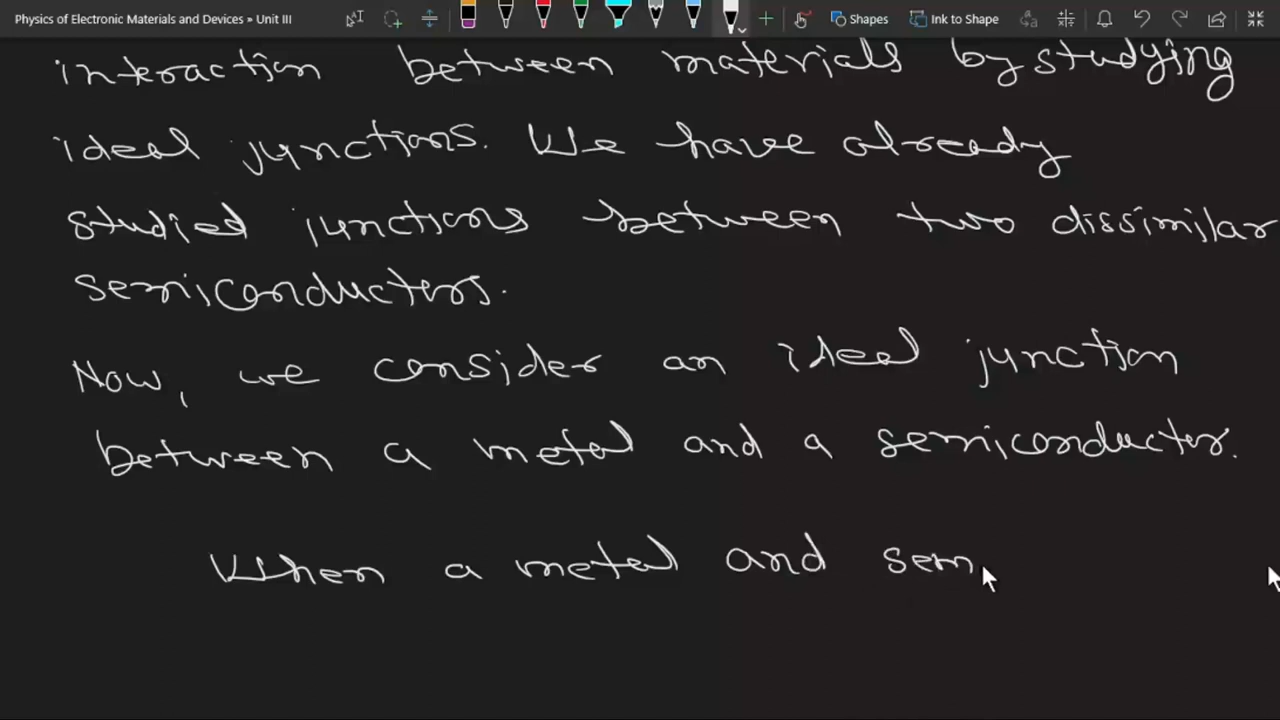 Physics of Electronic Materials and Devices » Unit III
Shapes
Ink to Shape
interaction between materials by studying
ideal junctions. We have already
studied junctions between two dissimilar
semiconductors.
Now, we consider an ideal junction
between a metal and a semiconductor.
When a metal and sem